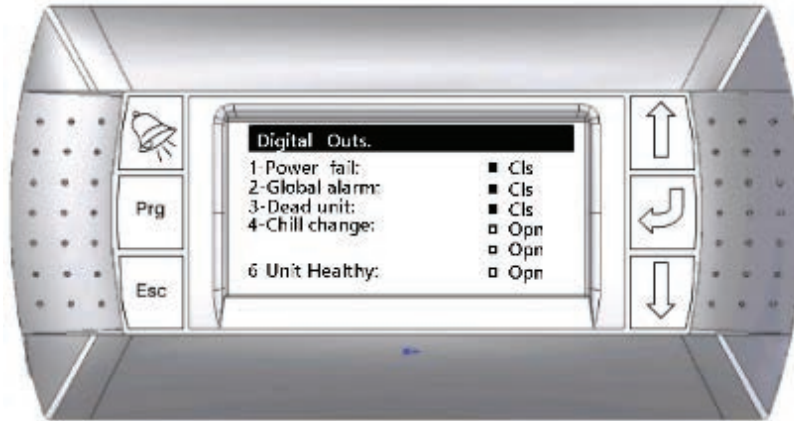 Digital Outs.
1-Power fail: ■ Cls
2-Global alarm: ■ Cls
3-Dead unit: ■ Cls
4-Chill change: □ Opn
□ Opn
6 Unit Healthy: □ Opn
Prg
Esc